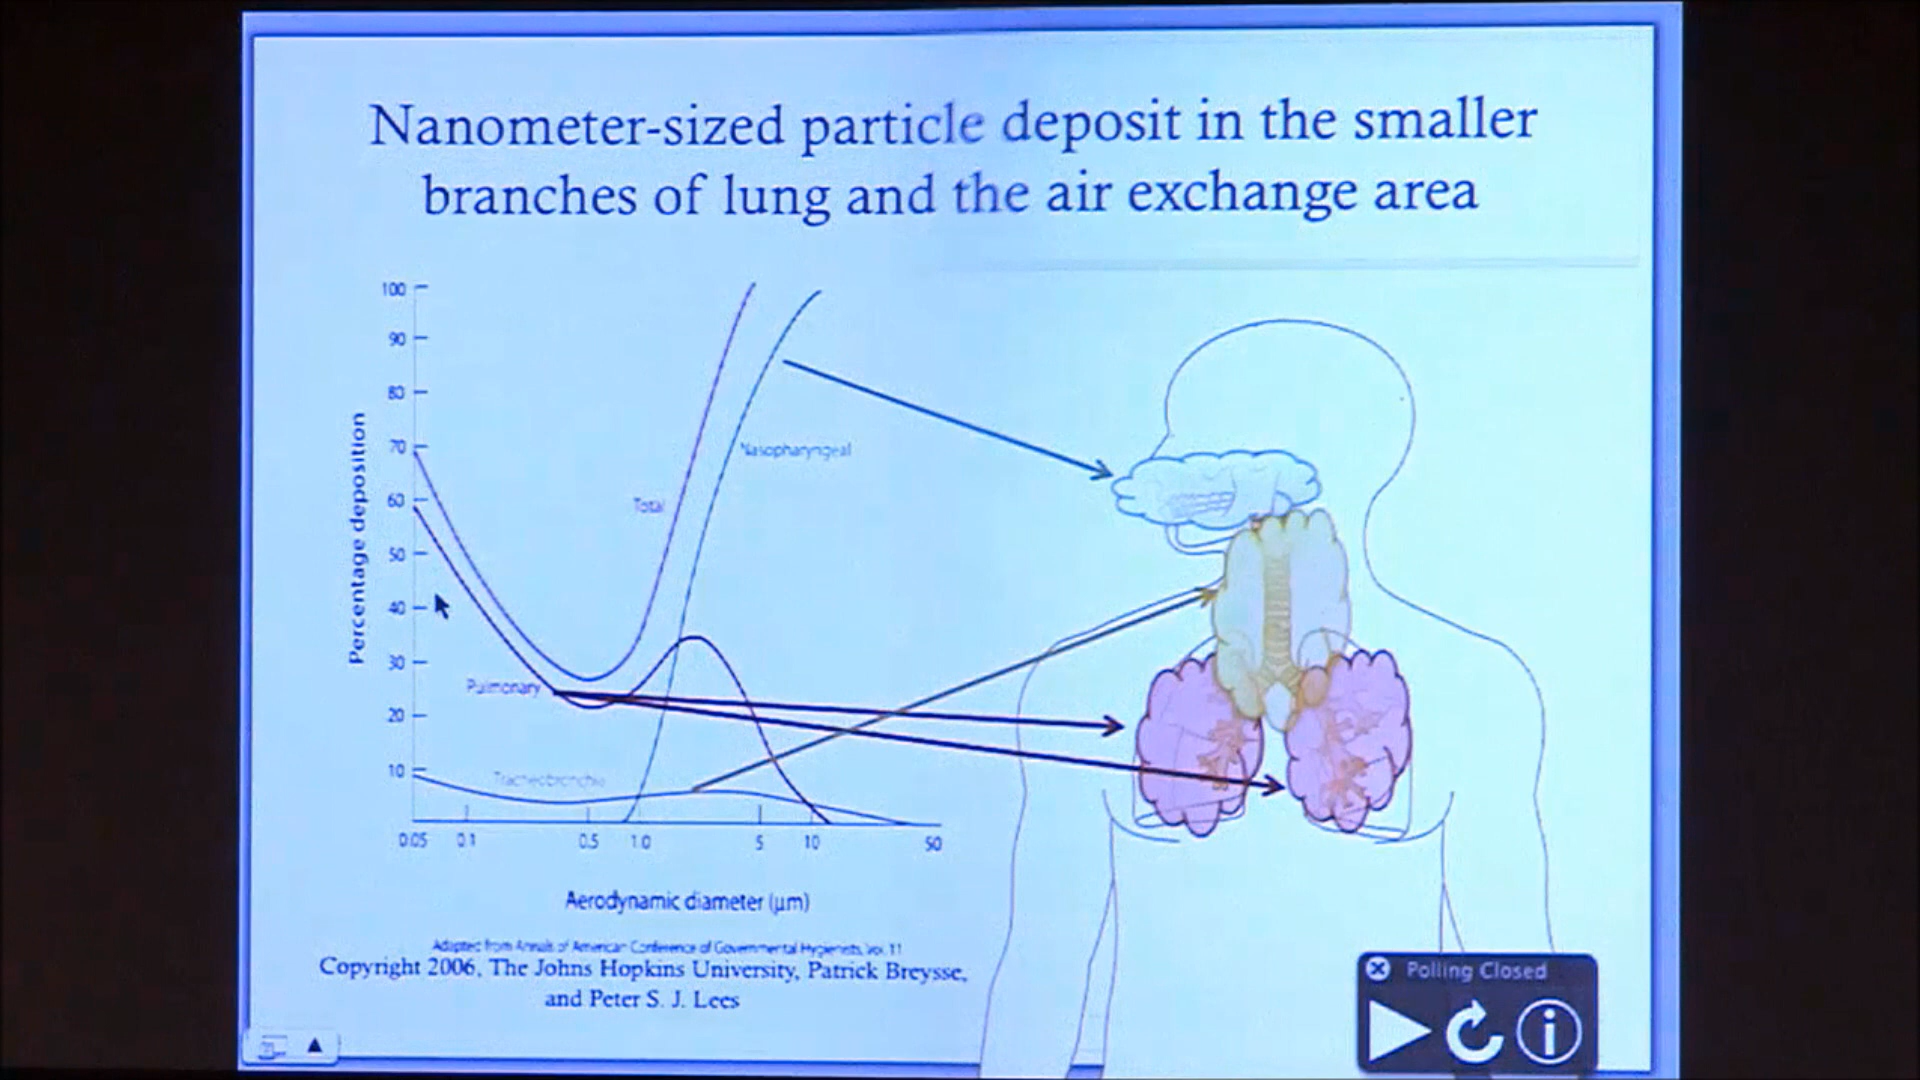 Nanometer-sized particle deposit in the smaller
branches of lung and the air exchange area
100
90
80
70
60
50
40
30
20
10
Percentage deposition
Total
Nasopharyngeal
Pulmonary
0.05 0.1 0.5 1.0 5 10 50
Aerodynamic diameter (µm)
Adapted from Annals of American Conference of Governmental Hygienists, Vol. 11
Copyright 2006, The Johns Hopkins University, Patrick Breysse,
and Peter S. J. Lees
Polling Closed